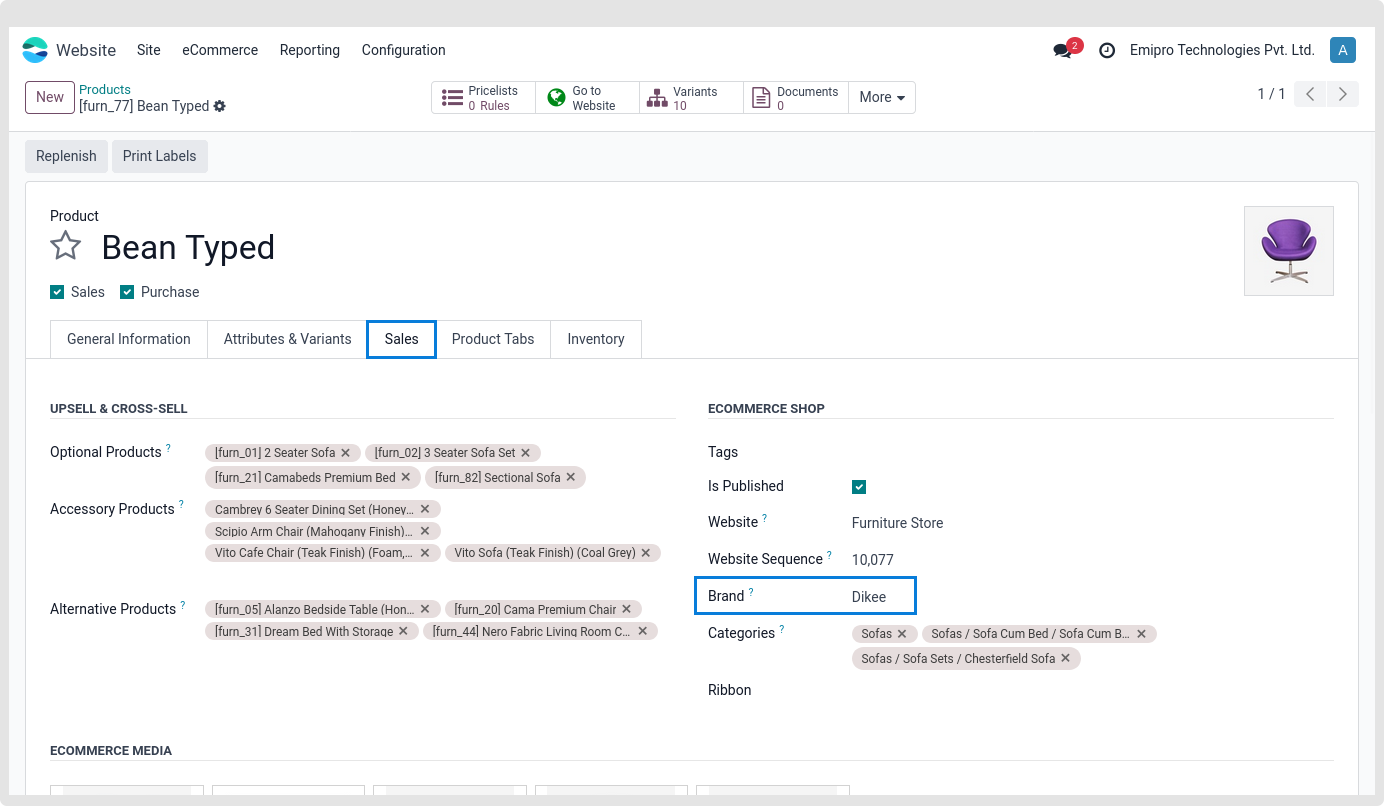 Website Site eCommerce Reporting Configuration 2 Emipro Technologies Pvt. Ltd. A
New Products
[furn_77] Bean Typed
Pricelists
0 Rules
Go to
Website
Variants
10
Documents
0
More
1 / 1
Replenish Print Labels
Product
Bean Typed
Sales Purchase
General Information Attributes & Variants Sales Product Tabs Inventory
UPSELL & CROSS-SELL
Optional Products ? [furn_01] 2 Seater Sofa ✕ [furn_02] 3 Seater Sofa Set ✕
[furn_21] Camabeds Premium Bed ✕ [furn_82] Sectional Sofa ✕
Accessory Products ? Cambrey 6 Seater Dining Set (Honey... ✕
Scipio Arm Chair (Mahogany Finish)... ✕
Vito Cafe Chair (Teak Finish) (Foam,... ✕ Vito Sofa (Teak Finish) (Coal Grey) ✕
Alternative Products ? [furn_05] Alanzo Bedside Table (Hon... ✕ [furn_20] Cama Premium Chair ✕
[furn_31] Dream Bed With Storage ✕ [furn_44] Nero Fabric Living Room C... ✕
ECOMMERCE SHOP
Tags
Is Published
Website ? Furniture Store
Website Sequence ? 10,077
Brand ? Dikee
Categories ? Sofas ✕ Sofas / Sofa Cum Bed / Sofa Cum B... ✕
Sofas / Sofa Sets / Chesterfield Sofa ✕
Ribbon
ECOMMERCE MEDIA